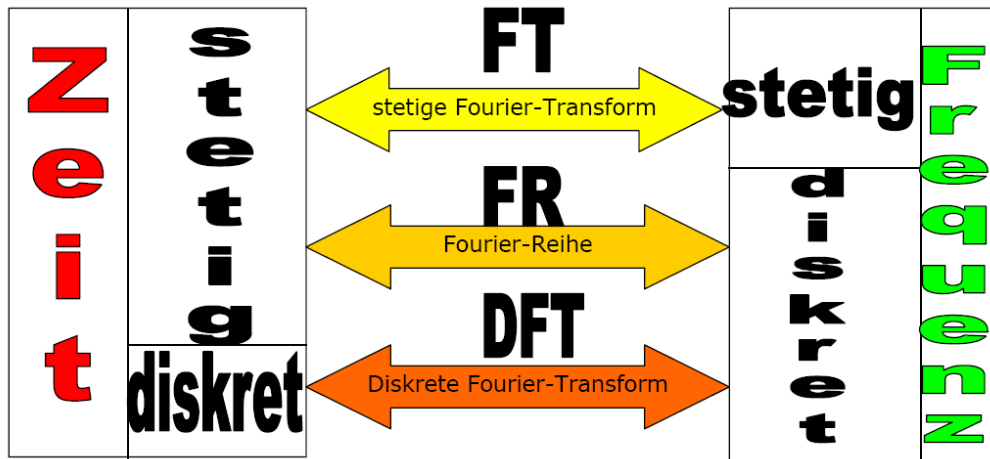 Zeit
stetig
diskret
FT
stetige Fourier-Transform
FR
Fourier-Reihe
DFT
Diskrete Fourier-Transform
stetig
diskret
Frequenz